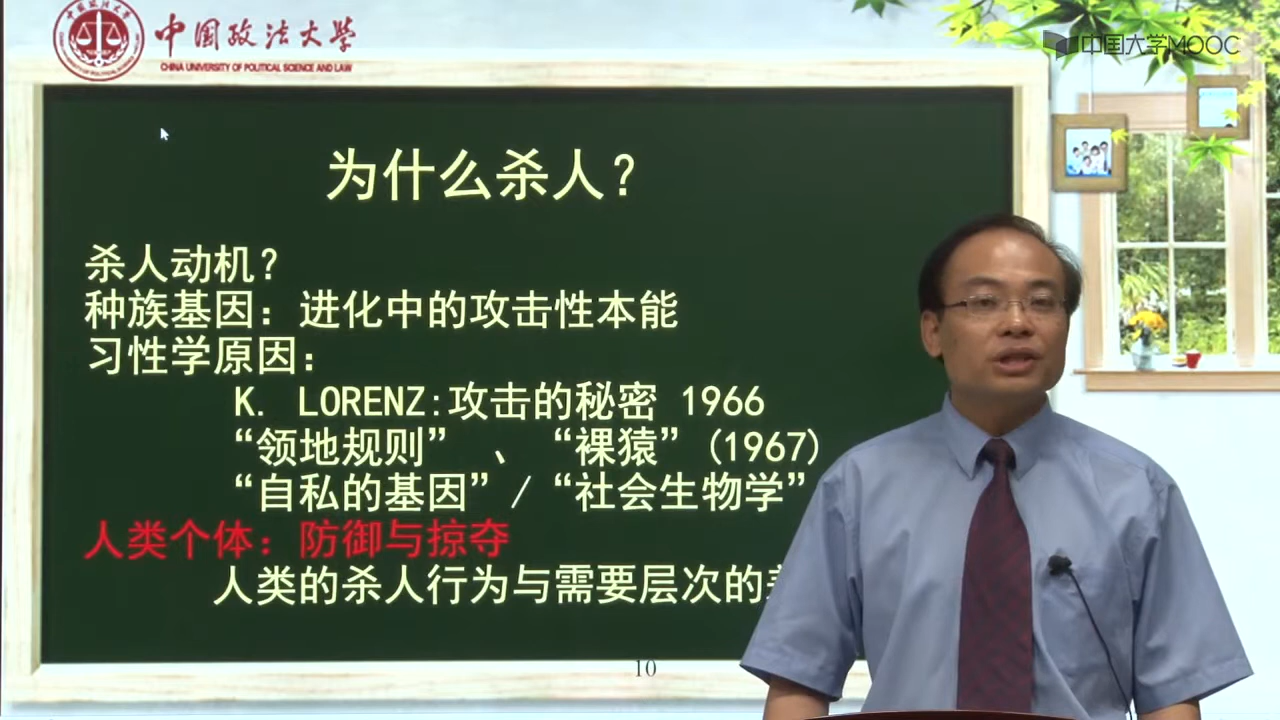 中国政法大学
CHINA UNIVERSITY OF POLITICAL SCIENCE AND LAW
中国大学MOOC
为什么杀人？
杀人动机？
种族基因：进化中的攻击性本能
习性学原因：
K. LORENZ:攻击的秘密 1966
“领地规则” 、 “裸猿” (1967)
“自私的基因” / “社会生物学”
人类个体：防御与掠夺
人类的杀人行为与需要层次的
10